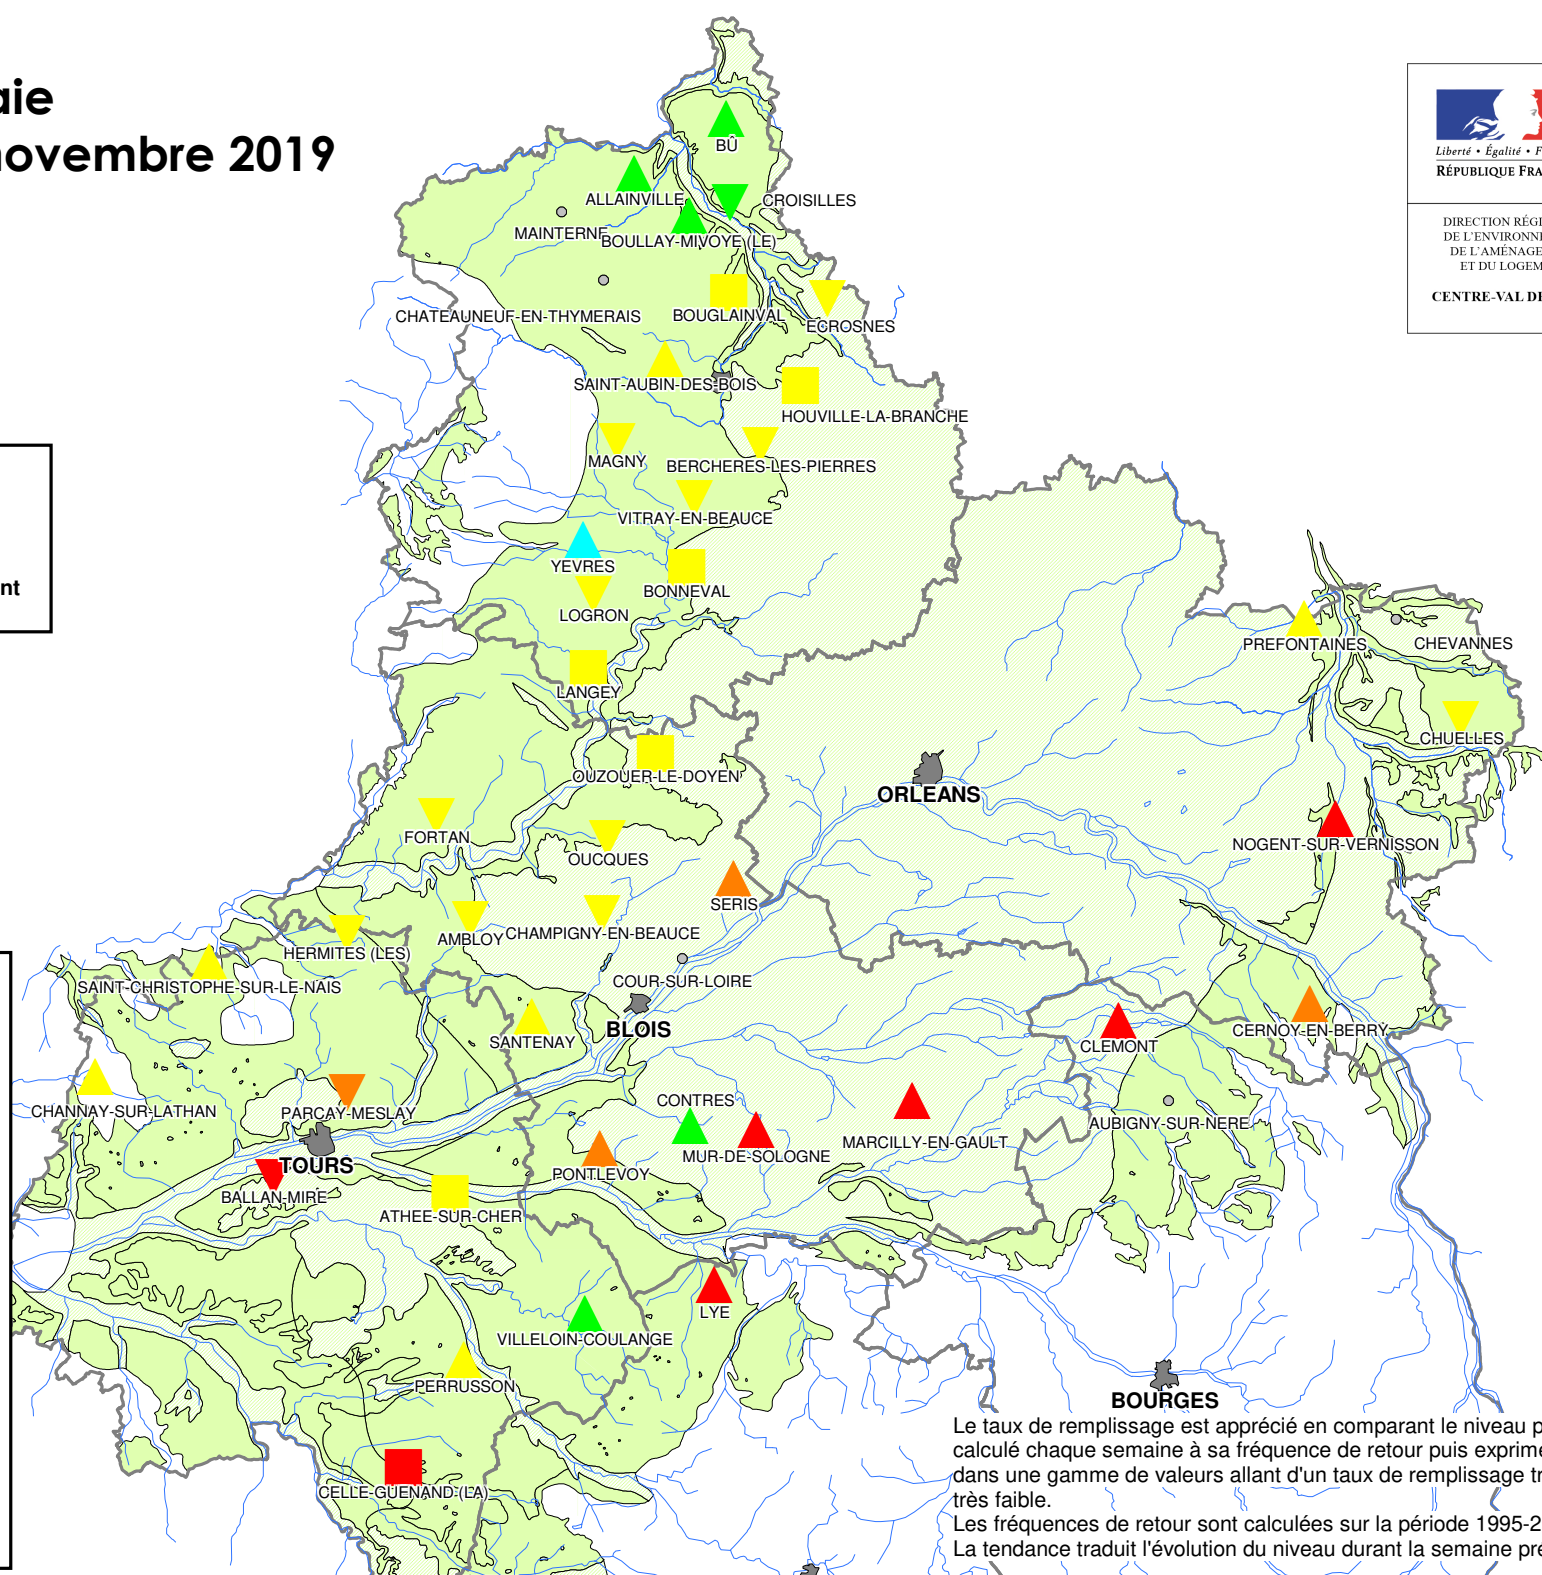 aie
novembre 2019
Liberté • Égalité • F
RÉPUBLIQUE FRA
DIRECTION RÉGI
DE L'ENVIRONNE
DE L'AMÉNAGE
ET DU LOGEM
CENTRE-VAL DE
nt
BÛ
ALLAINVILLE
CROISILLES
MAINTERNE
BOULLAY-MIVOYE (LE)
CHATEAUNEUF-EN-THYMERAIS
BOUGLAINVAL
ECROSNES
SAINT-AUBIN-DES-BOIS
HOUVILLE-LA-BRANCHE
MAGNY
BERCHERES-LES-PIERRES
VITRAY-EN-BEAUCE
YEVRES
BONNEVAL
LOGRON
PREFONTAINES
CHEVANNES
LANGEY
CHUELLES
OUZOUER-LE-DOYEN
ORLEANS
FORTAN
OUCQUES
NOGENT-SUR-VERNISSON
SERIS
AMBLOY
CHAMPIGNY-EN-BEAUCE
HERMITES (LES)
SAINT-CHRISTOPHE-SUR-LE-NAIS
COUR-SUR-LOIRE
BLOIS
SANTENAY
CLEMONT
CERNOY-EN-BERRY
CHANNAY-SUR-LATHAN
PARCAY-MESLAY
CONTRES
MARCILLY-EN-GAULT
AUBIGNY-SUR-NERE
MUR-DE-SOLOGNE
TOURS
PONTLEVOY
BALLAN-MIRE
ATHEE-SUR-CHER
LYE
VILLELOIN-COULANGE
PERRUSSON
BOURGES
CELLE-GUENAND (LA)
Le taux de remplissage est apprécié en comparant le niveau p
calculé chaque semaine à sa fréquence de retour puis exprimé
dans une gamme de valeurs allant d'un taux de remplissage tr
très faible.
Les fréquences de retour sont calculées sur la période 1995-2
La tendance traduit l'évolution du niveau durant la semaine pre